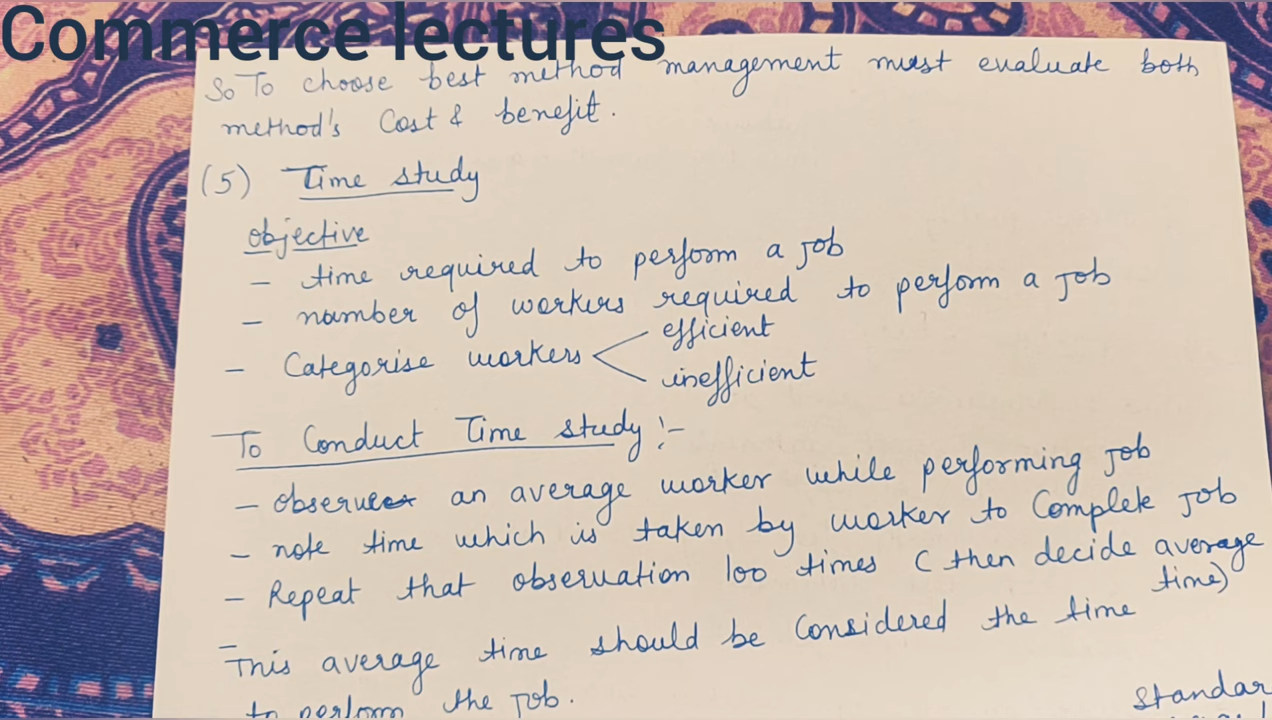 Commerce lectures
So To choose best method management must evaluate both
method's Cost & benefit.
(5) Time study
objective
- time required to perform a job
- number of workers required to perform a job
- Categorise workers
efficient
inefficient
To Conduct Time study :-
- observe an average worker while performing job
- note time which is taken by worker to Complete job
- Repeat that observation 100 times ( then decide average
time)
- This average time should be Considered the time
to perform the job.
Standar